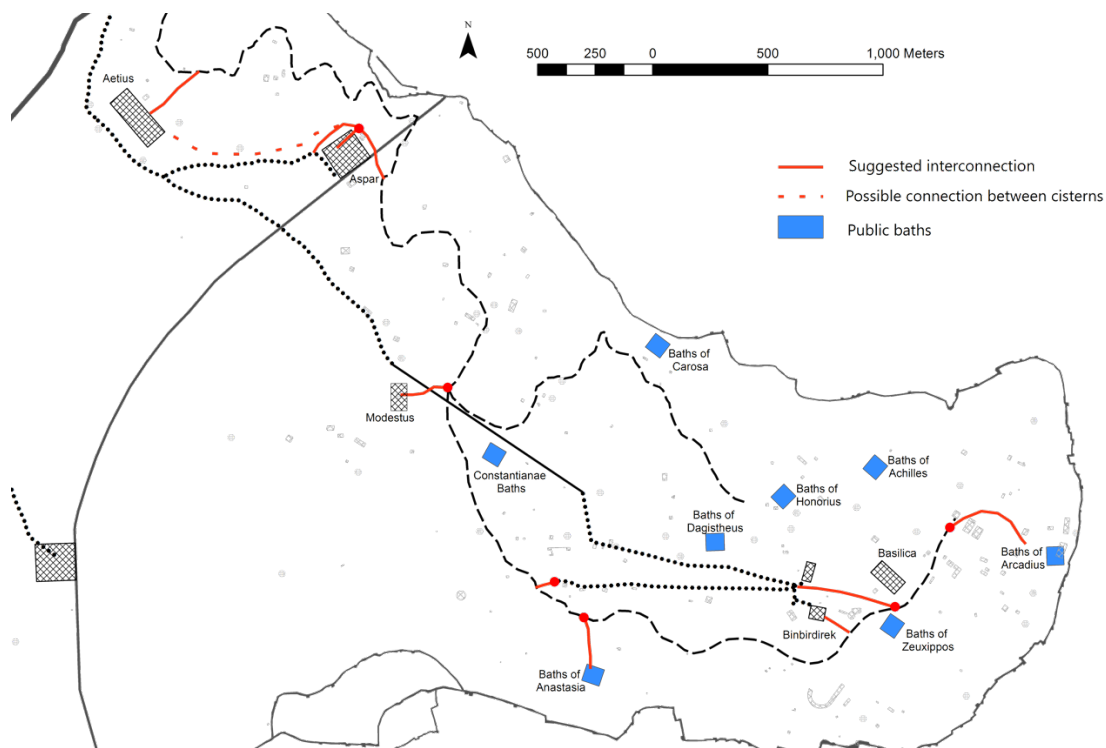 N
500 250 0 500 1,000 Meters
Aetius
Aspar
Suggested interconnection
Possible connection between cisterns
Public baths
Baths of
Carosa
Modestus
Constantianae
Baths
Baths of
Achilles
Baths of
Honorius
Baths of
Dagistheus
Basilica
Baths of
Arcadius
Binbirdirek
Baths of
Zeuxippos
Baths of
Anastasia